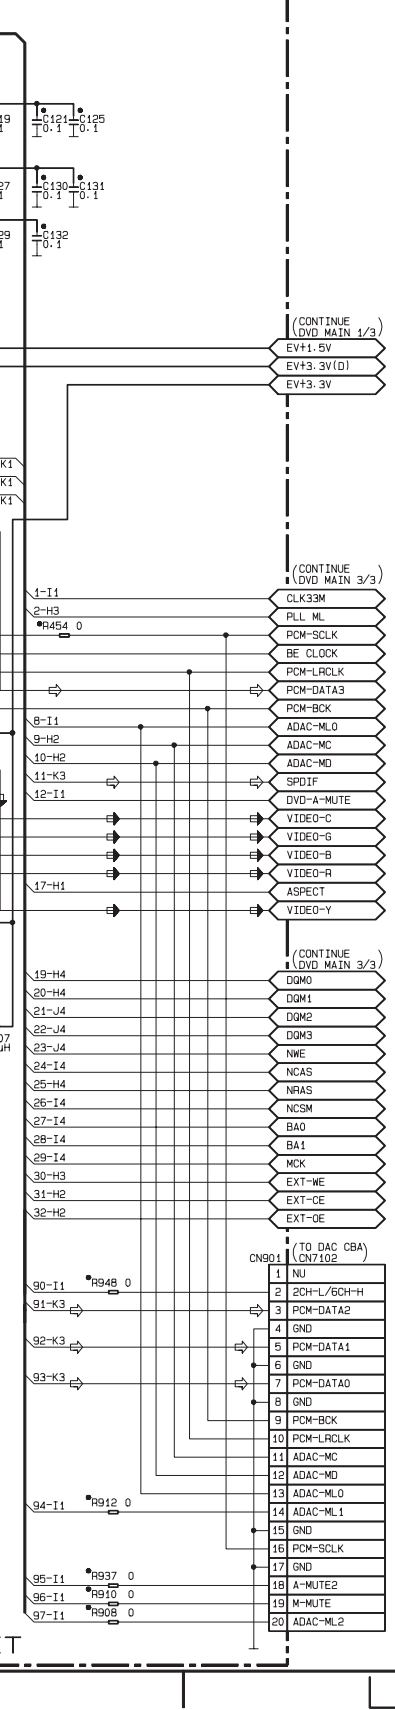 19 C121 C125
1 0.1 0.1
27 C130 C131
1 0.1 0.1
29 C132
1 0.1
(CONTINUE
DVD MAIN 1/3)
EV+1.5V
EV+3.3V(D)
EV+3.3V
K1
K1
K1
(CONTINUE
DVD MAIN 3/3)
1-I1 CLK33M
2-H3 PLL ML
R454 0 PCM-SCLK
BE CLOCK
PCM-LRCLK
PCM-DATA3
PCM-BCK
8-I1 ADAC-ML0
9-H2 ADAC-MC
10-H2 ADAC-MD
11-K3 SPDIF
12-I1 DVD-A-MUTE
VIDEO-C
VIDEO-G
VIDEO-B
VIDEO-R
17-H1 ASPECT
VIDEO-Y
(CONTINUE
DVD MAIN 3/3)
19-H4 DQM0
20-H4 DQM1
21-J4 DQM2
22-J4 DQM3
07
uH
23-J4 NWE
24-I4 NCAS
25-H4 NRAS
26-I4 NCSM
27-I4 BA0
28-I4 BA1
29-I4 MCK
30-H3 EXT-WE
31-H2 EXT-CE
32-H2 EXT-OE
(TO DAC CBA)
CN901 CN7102
1 NU
90-I1 R948 0 2 2CH-L/6CH-H
91-K3 3 PCM-DATA2
4 GND
92-K3 5 PCM-DATA1
6 GND
93-K3 7 PCM-DATA0
8 GND
9 PCM-BCK
10 PCM-LRCLK
11 ADAC-MC
12 ADAC-MD
13 ADAC-ML0
94-I1 R912 0 14 ADAC-ML1
15 GND
16 PCM-SCLK
17 GND
95-I1 R937 0 18 A-MUTE2
96-I1 R910 0 19 M-MUTE
97-I1 R908 0 20 ADAC-ML2
T